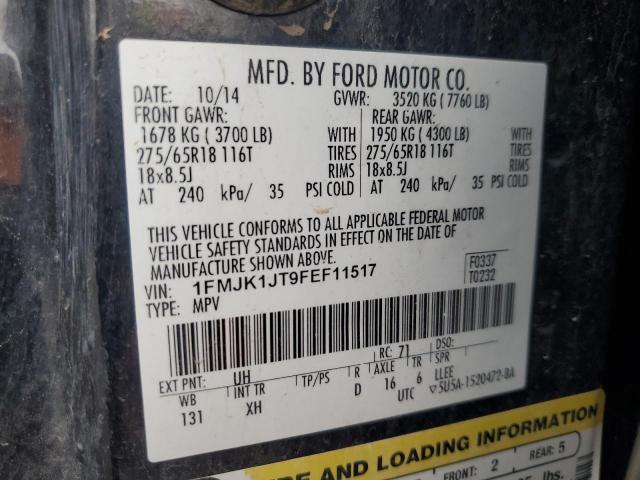 MFD. BY FORD MOTOR CO.
DATE: 10/14 GVWR: 3520 KG ( 7760 LB)
FRONT GAWR: REAR GAWR:
1678 KG ( 3700 LB) WITH 1950 KG ( 4300 LB) WITH
275/65R18 116T TIRES 275/65R18 116T TIRES
18x8.5J RIMS 18x8.5J RIMS
AT 240 kPa/ 35 PSI COLD AT 240 kPa/ 35 PSI COLD
THIS VEHICLE CONFORMS TO ALL APPLICABLE FEDERAL MOTOR
VEHICLE SAFETY STANDARDS IN EFFECT ON THE DATE OF
MANUFACTURE SHOWN ABOVE.
VIN: 1FMJK1JT9FEF11517 F0337
TYPE: MPV T0232
EXT PNT: UH RC: 71 DSO:
WB INT TR TP/PS R AXLE TR SPR
131 XH D 16 6 LLEE
UTC ▽5U5A-1520472-BA
AND LOADING INFORMATION
FRONT: 2 REAR: 5
lbs.